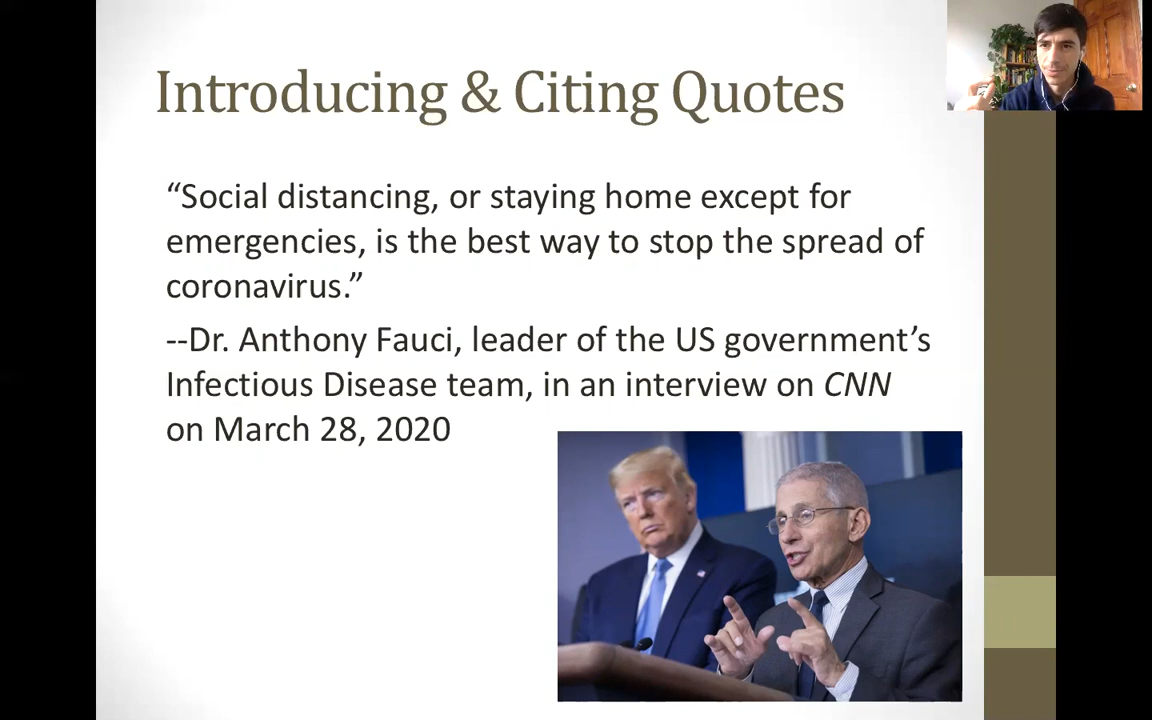 Introducing & Citing Quotes
“Social distancing, or staying home except for
emergencies, is the best way to stop the spread of
coronavirus.”
--Dr. Anthony Fauci, leader of the US government’s
Infectious Disease team, in an interview on CNN
on March 28, 2020